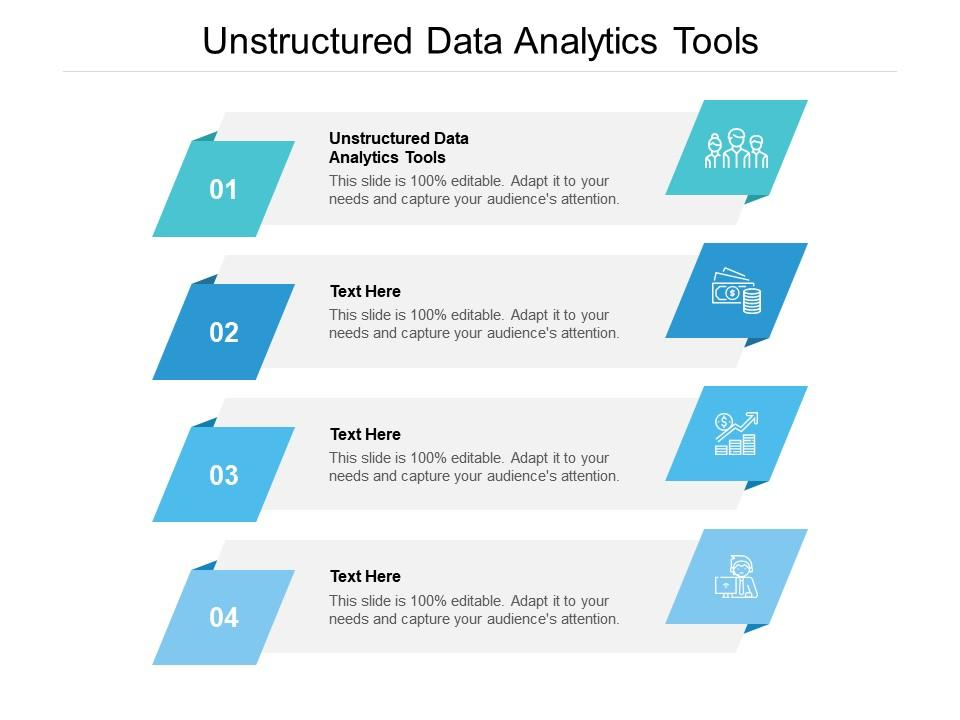 Unstructured Data Analytics Tools
01
Unstructured Data
Analytics Tools
This slide is 100% editable. Adapt it to your
needs and capture your audience's attention.
02
Text Here
This slide is 100% editable. Adapt it to your
needs and capture your audience's attention.
03
Text Here
This slide is 100% editable. Adapt it to your
needs and capture your audience's attention.
04
Text Here
This slide is 100% editable. Adapt it to your
needs and capture your audience's attention.